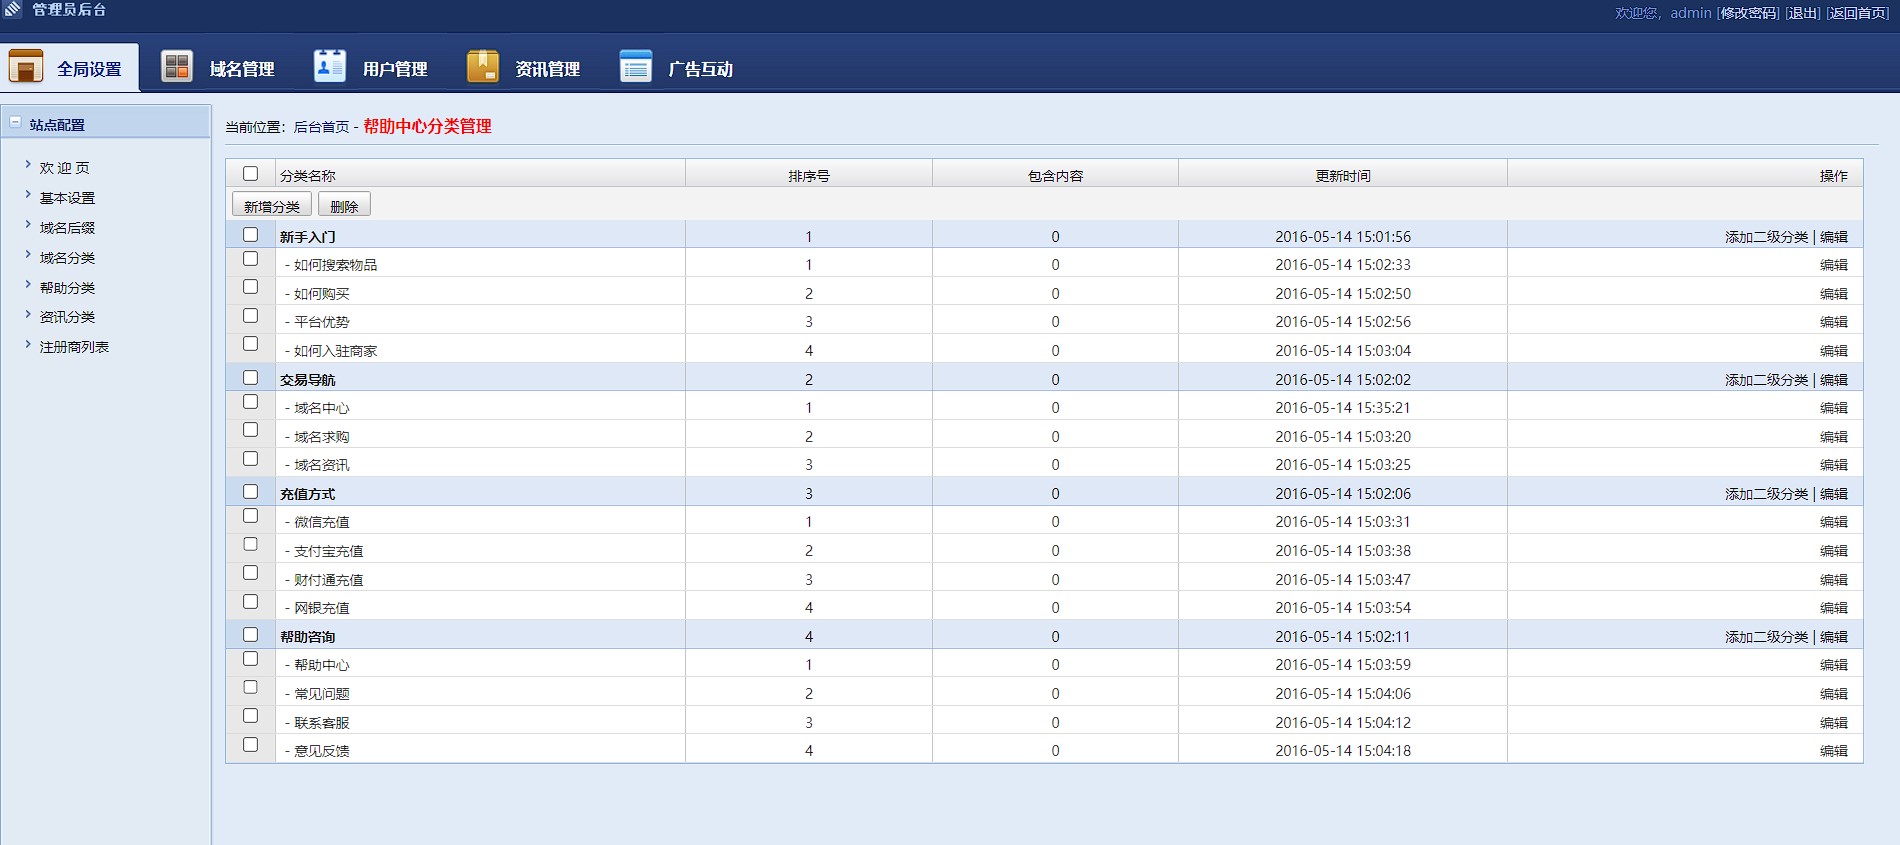 管理员后台
欢迎您，admin [修改密码] [退出] [返回首页]
全局设置 域名管理 用户管理 资讯管理 广告互动
站点配置
欢 迎 页
基本设置
域名后缀
域名分类
帮助分类
资讯分类
注册商列表
当前位置：后台首页 - 帮助中心分类管理
分类名称 排序号 包含内容 更新时间 操作
新增分类 删除
新手入门 1 0 2016-05-14 15:01:56 添加二级分类 | 编辑
- 如何搜索物品 1 0 2016-05-14 15:02:33 编辑
- 如何购买 2 0 2016-05-14 15:02:50 编辑
- 平台优势 3 0 2016-05-14 15:02:56 编辑
- 如何入驻商家 4 0 2016-05-14 15:03:04 编辑
交易导航 2 0 2016-05-14 15:02:02 添加二级分类 | 编辑
- 域名中心 1 0 2016-05-14 15:35:21 编辑
- 域名求购 2 0 2016-05-14 15:03:20 编辑
- 域名资讯 3 0 2016-05-14 15:03:25 编辑
充值方式 3 0 2016-05-14 15:02:06 添加二级分类 | 编辑
- 微信充值 1 0 2016-05-14 15:03:31 编辑
- 支付宝充值 2 0 2016-05-14 15:03:38 编辑
- 财付通充值 3 0 2016-05-14 15:03:47 编辑
- 网银充值 4 0 2016-05-14 15:03:54 编辑
帮助咨询 4 0 2016-05-14 15:02:11 添加二级分类 | 编辑
- 帮助中心 1 0 2016-05-14 15:03:59 编辑
- 常见问题 2 0 2016-05-14 15:04:06 编辑
- 联系客服 3 0 2016-05-14 15:04:12 编辑
- 意见反馈 4 0 2016-05-14 15:04:18 编辑